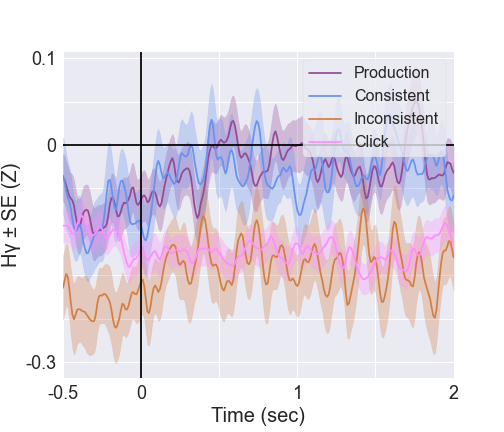 0.1
Production
Consistent
Inconsistent
Click
0
Hγ ± SE (Z)
-0.3
-0.5
0
1
2
Time (sec)